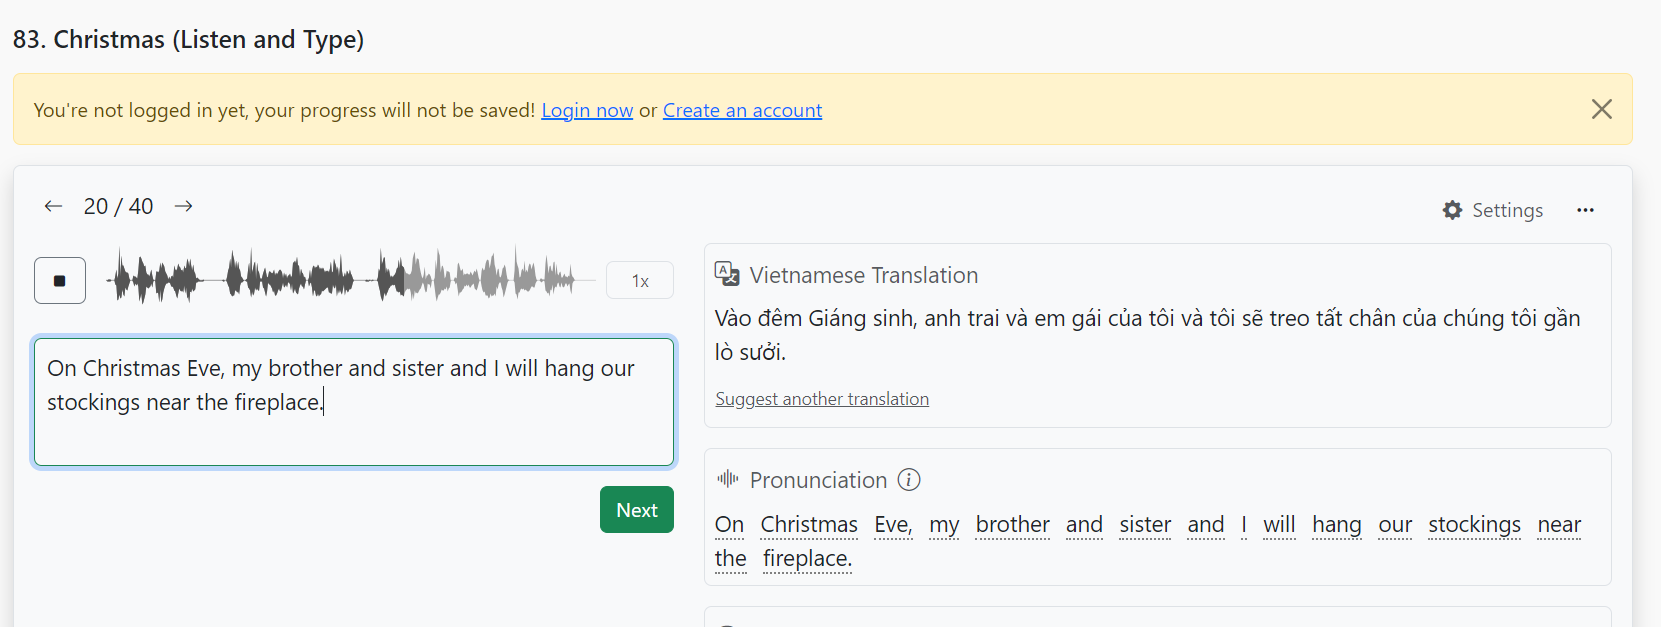 83. Christmas (Listen and Type)
You're not logged in yet, your progress will not be saved! Login now or Create an account
20 / 40
Settings
1x
On Christmas Eve, my brother and sister and I will hang our
stockings near the fireplace.
Next
Vietnamese Translation
Vào đêm Giáng sinh, anh trai và em gái của tôi và tôi sẽ treo tất chân của chúng tôi gần
lò sưởi.
Suggest another translation
Pronunciation
On Christmas Eve, my brother and sister and I will hang our stockings near
the fireplace.